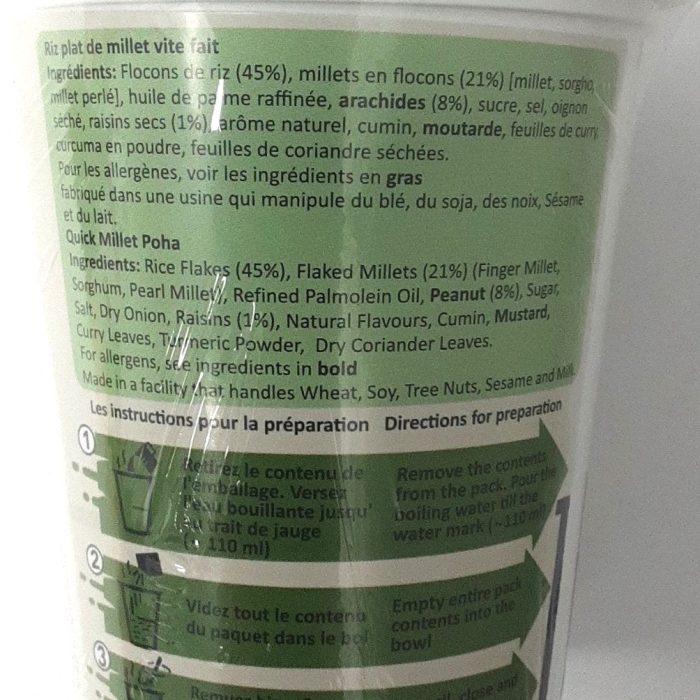 Riz plat de millet vite fait
Ingrédients: Flocons de riz (45%), millets en flocons (21%) [millet, sorgho,
millet perlé], huile de palme raffinée, arachides (8%), sucre, sel, oignon
séché, raisins secs (1%), arôme naturel, cumin, moutarde, feuilles de curry,
curcuma en poudre, feuilles de coriandre séchées.
Pour les allergènes, voir les ingrédients en gras
fabriqué dans une usine qui manipule du blé, du soja, des noix, Sésame
et du lait.
Quick Millet Poha
Ingredients: Rice Flakes (45%), Flaked Millets (21%) (Finger Millet,
Sorghum, Pearl Millet), Refined Palmolein Oil, Peanut (8%), Sugar,
Salt, Dry Onion, Raisins (1%), Natural Flavours, Cumin, Mustard,
Curry Leaves, Turmeric Powder, Dry Coriander Leaves.
For allergens, see ingredients in bold
Made in a facility that handles Wheat, Soy, Tree Nuts, Sesame and Milk.
Les instructions pour la préparation Directions for preparation
1
Retirez le contenu de
l'emballage. Versez
l'eau bouillante jusqu'
au trait de jauge
(~ 110 ml)
Remove the contents
from the pack. Pour the
boiling water till the
water mark (~110 ml)
2
Videz tout le contenu
du paquet dans le bol
Empty entire pack
contents into the
bowl
3
close and